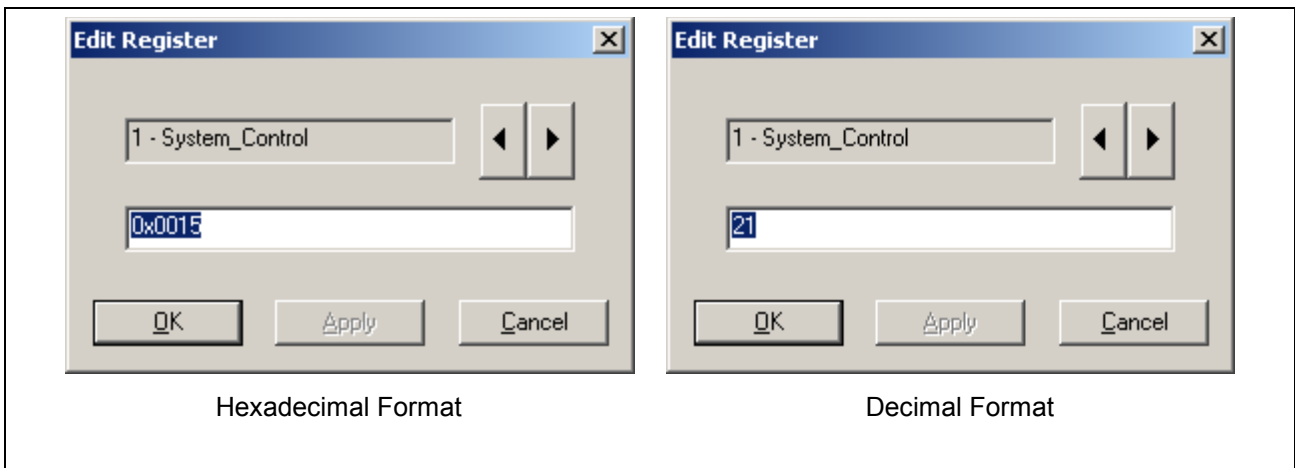 Edit Register
1 - System_Control
0x0015
OK Apply Cancel
Hexadecimal Format
Edit Register
1 - System_Control
21
OK Apply Cancel
Decimal Format